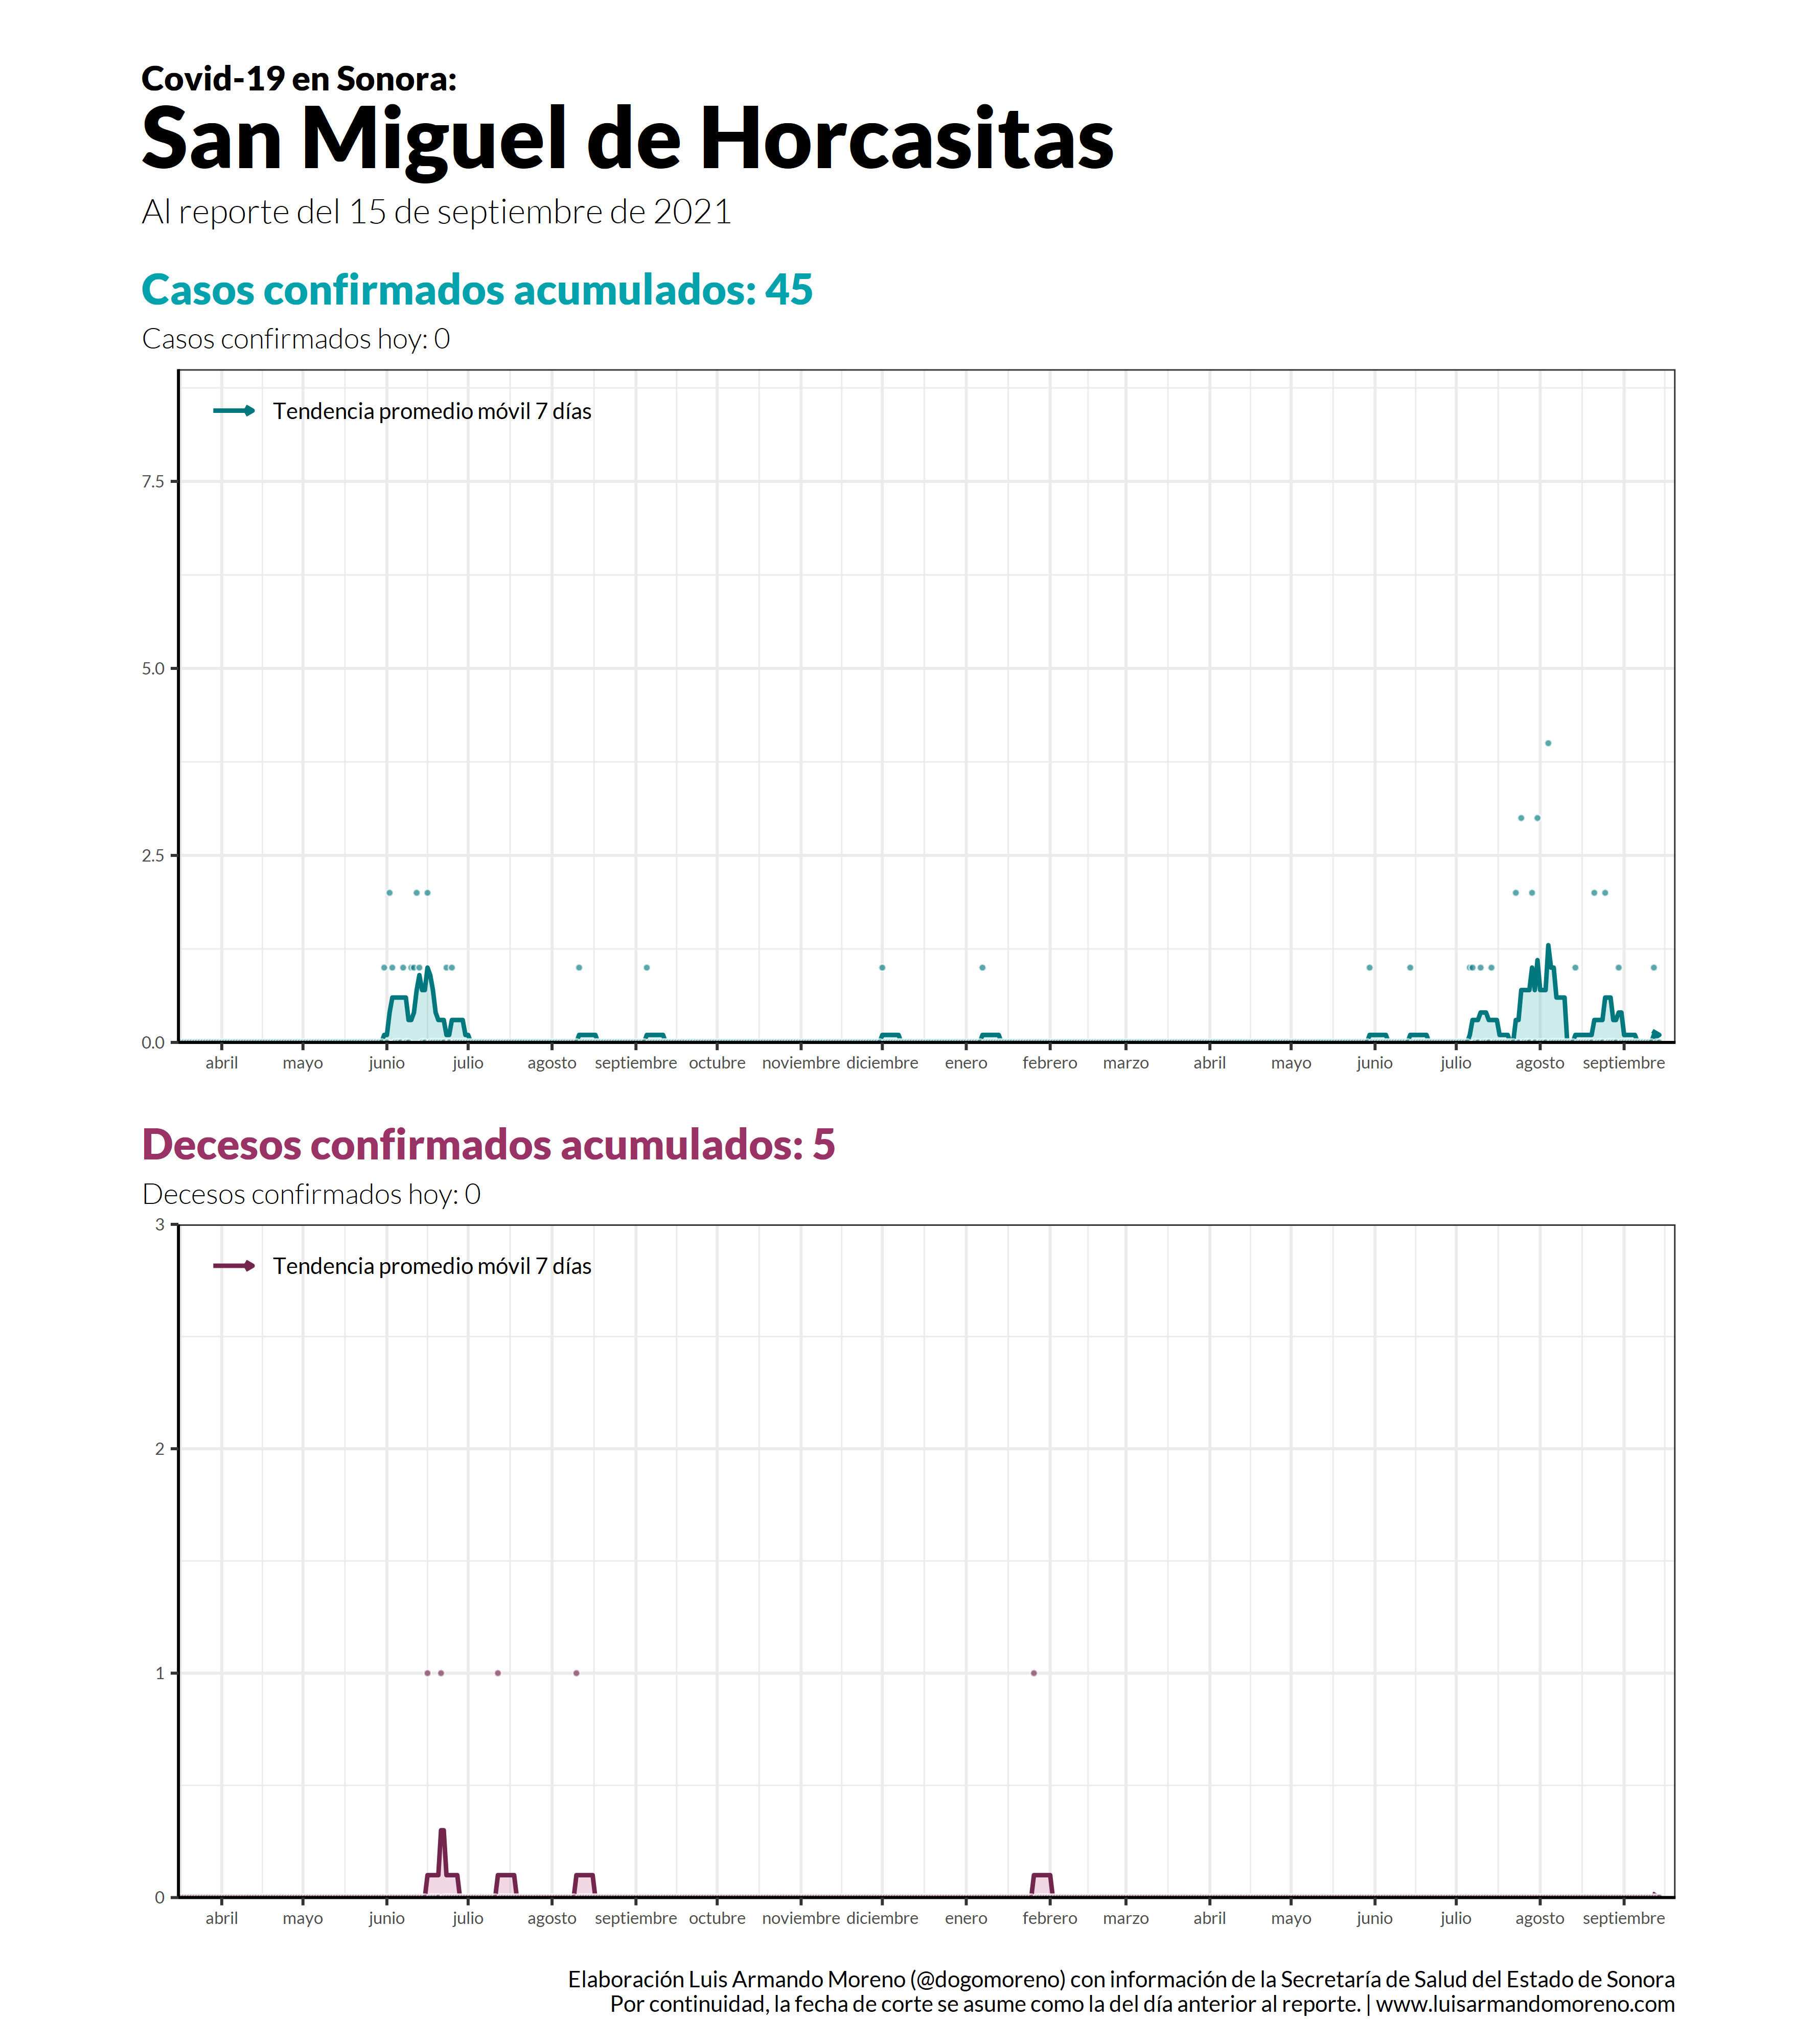 Covid-19 en Sonora:
San Miguel de Horcasitas
Al reporte del 15 de septiembre de 2021
Casos confirmados acumulados: 45
Casos confirmados hoy: 0
Tendencia promedio móvil 7 días
7.5
5.0
2.5
0.0
abril mayo junio julio agosto septiembre octubre noviembre diciembre enero febrero marzo abril mayo junio julio agosto septiembre
Decesos confirmados acumulados: 5
Decesos confirmados hoy: 0
3
Tendencia promedio móvil 7 días
2
1
0
abril mayo junio julio agosto septiembre octubre noviembre diciembre enero febrero marzo abril mayo junio julio agosto septiembre
Elaboración Luis Armando Moreno (@dogomoreno) con información de la Secretaría de Salud del Estado de Sonora
Por continuidad, la fecha de corte se asume como la del día anterior al reporte. | www.luisarmandomoreno.com